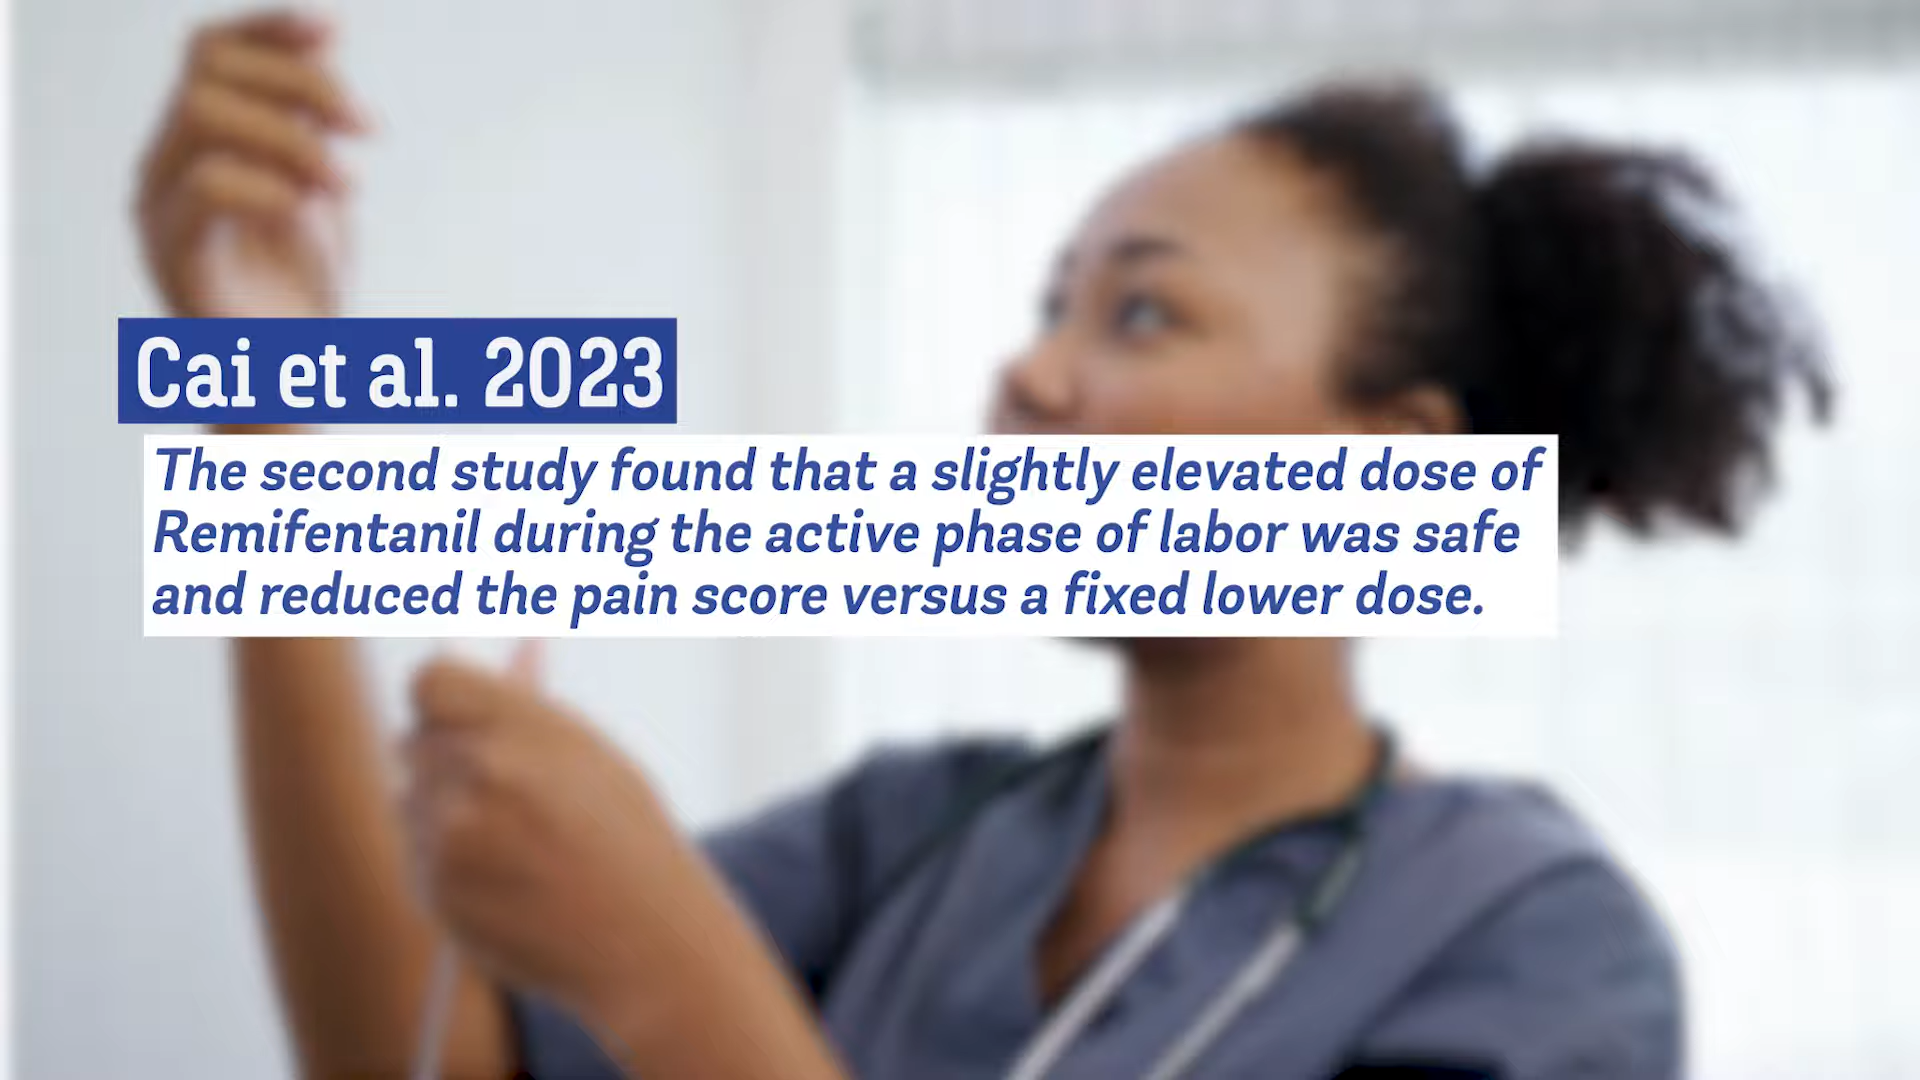 Cai et al. 2023
The second study found that a slightly elevated dose of
Remifentanil during the active phase of labor was safe
and reduced the pain score versus a fixed lower dose.